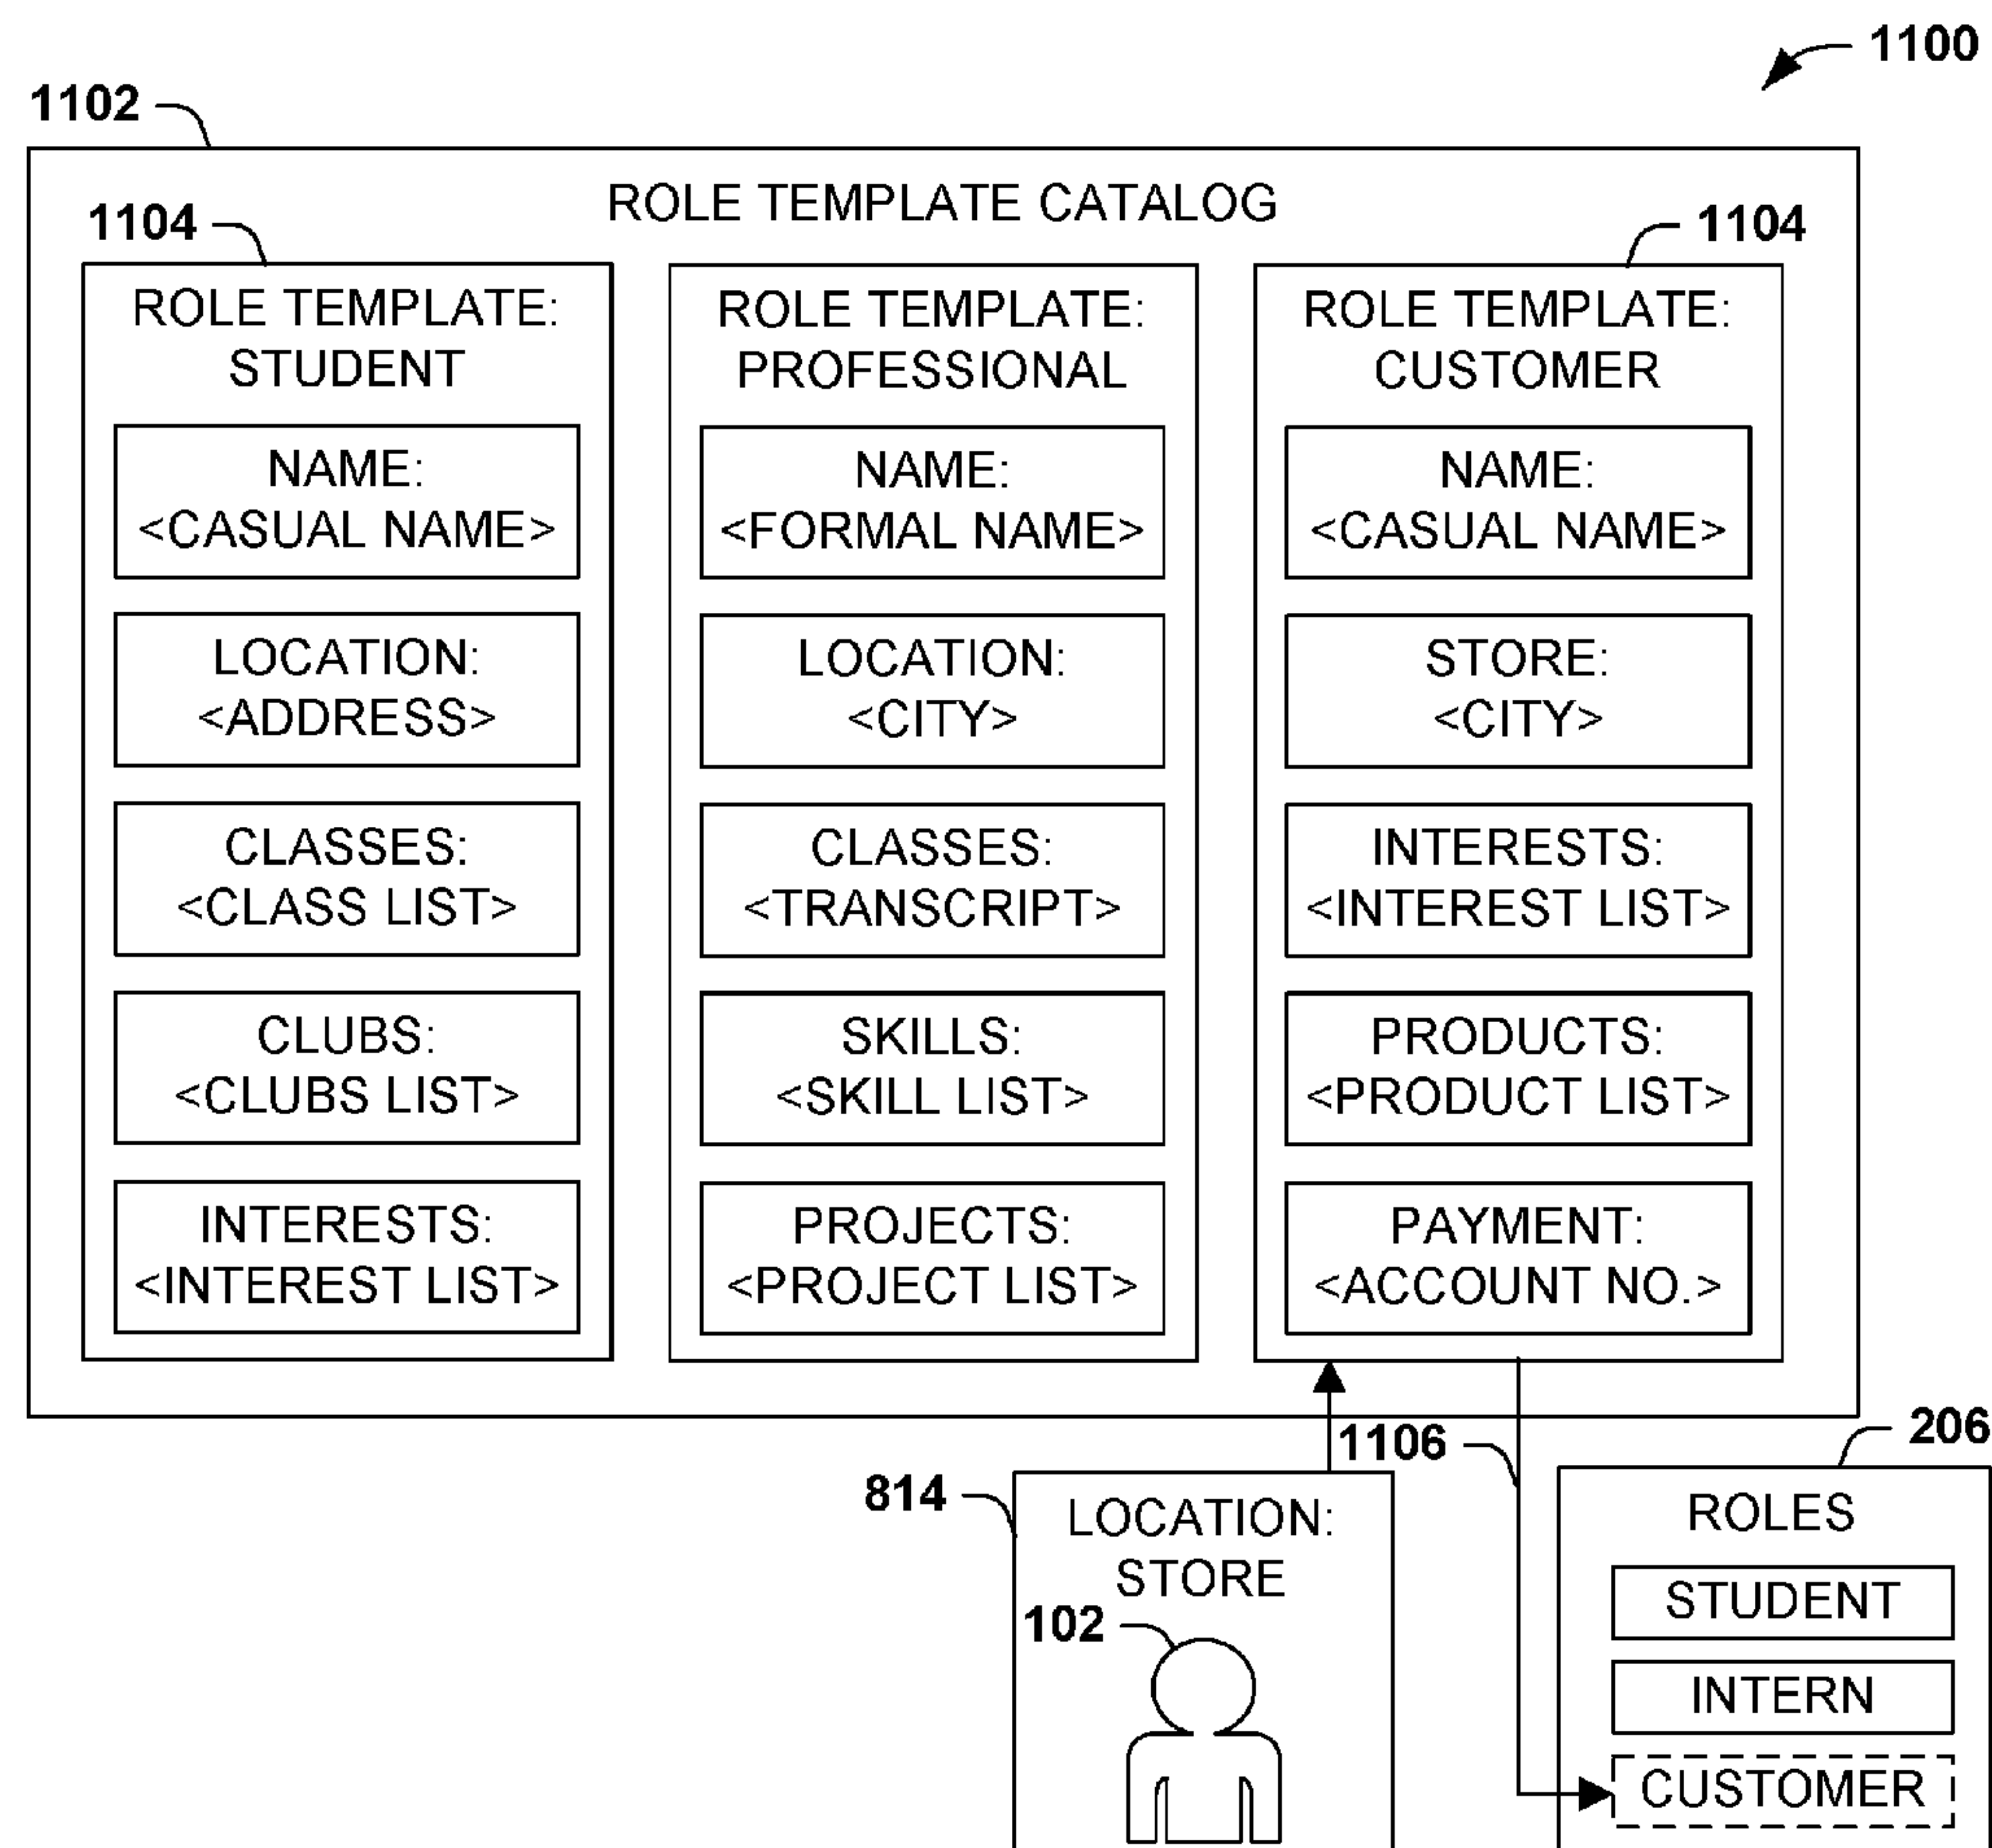 1100
1102
ROLE TEMPLATE CATALOG
1104
1104
ROLE TEMPLATE:
STUDENT
NAME:
<CASUAL NAME>
LOCATION:
<ADDRESS>
CLASSES:
<CLASS LIST>
CLUBS:
<CLUBS LIST>
INTERESTS:
<INTEREST LIST>
ROLE TEMPLATE:
PROFESSIONAL
NAME:
<FORMAL NAME>
LOCATION:
<CITY>
CLASSES:
<TRANSCRIPT>
SKILLS:
<SKILL LIST>
PROJECTS:
<PROJECT LIST>
ROLE TEMPLATE:
CUSTOMER
NAME:
<CASUAL NAME>
STORE:
<CITY>
INTERESTS:
<INTEREST LIST>
PRODUCTS:
<PRODUCT LIST>
PAYMENT:
<ACCOUNT NO.>
1106
206
814
LOCATION:
STORE
102
ROLES
STUDENT
INTERN
CUSTOMER